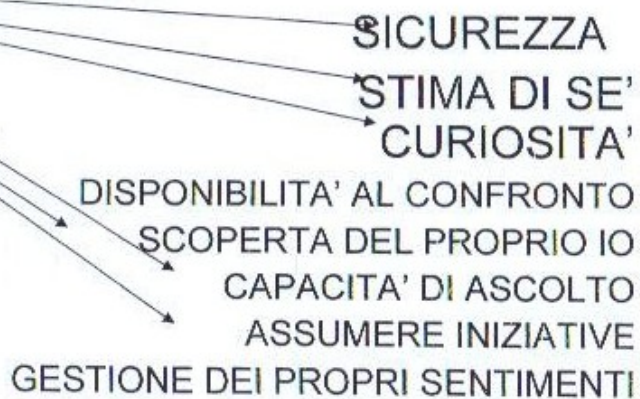 SICUREZZA
STIMA DI SE'
CURIOSITA'
DISPONIBILITA' AL CONFRONTO
SCOPERTA DEL PROPRIO IO
CAPACITA' DI ASCOLTO
ASSUMERE INIZIATIVE
GESTIONE DEI PROPRI SENTIMENTI